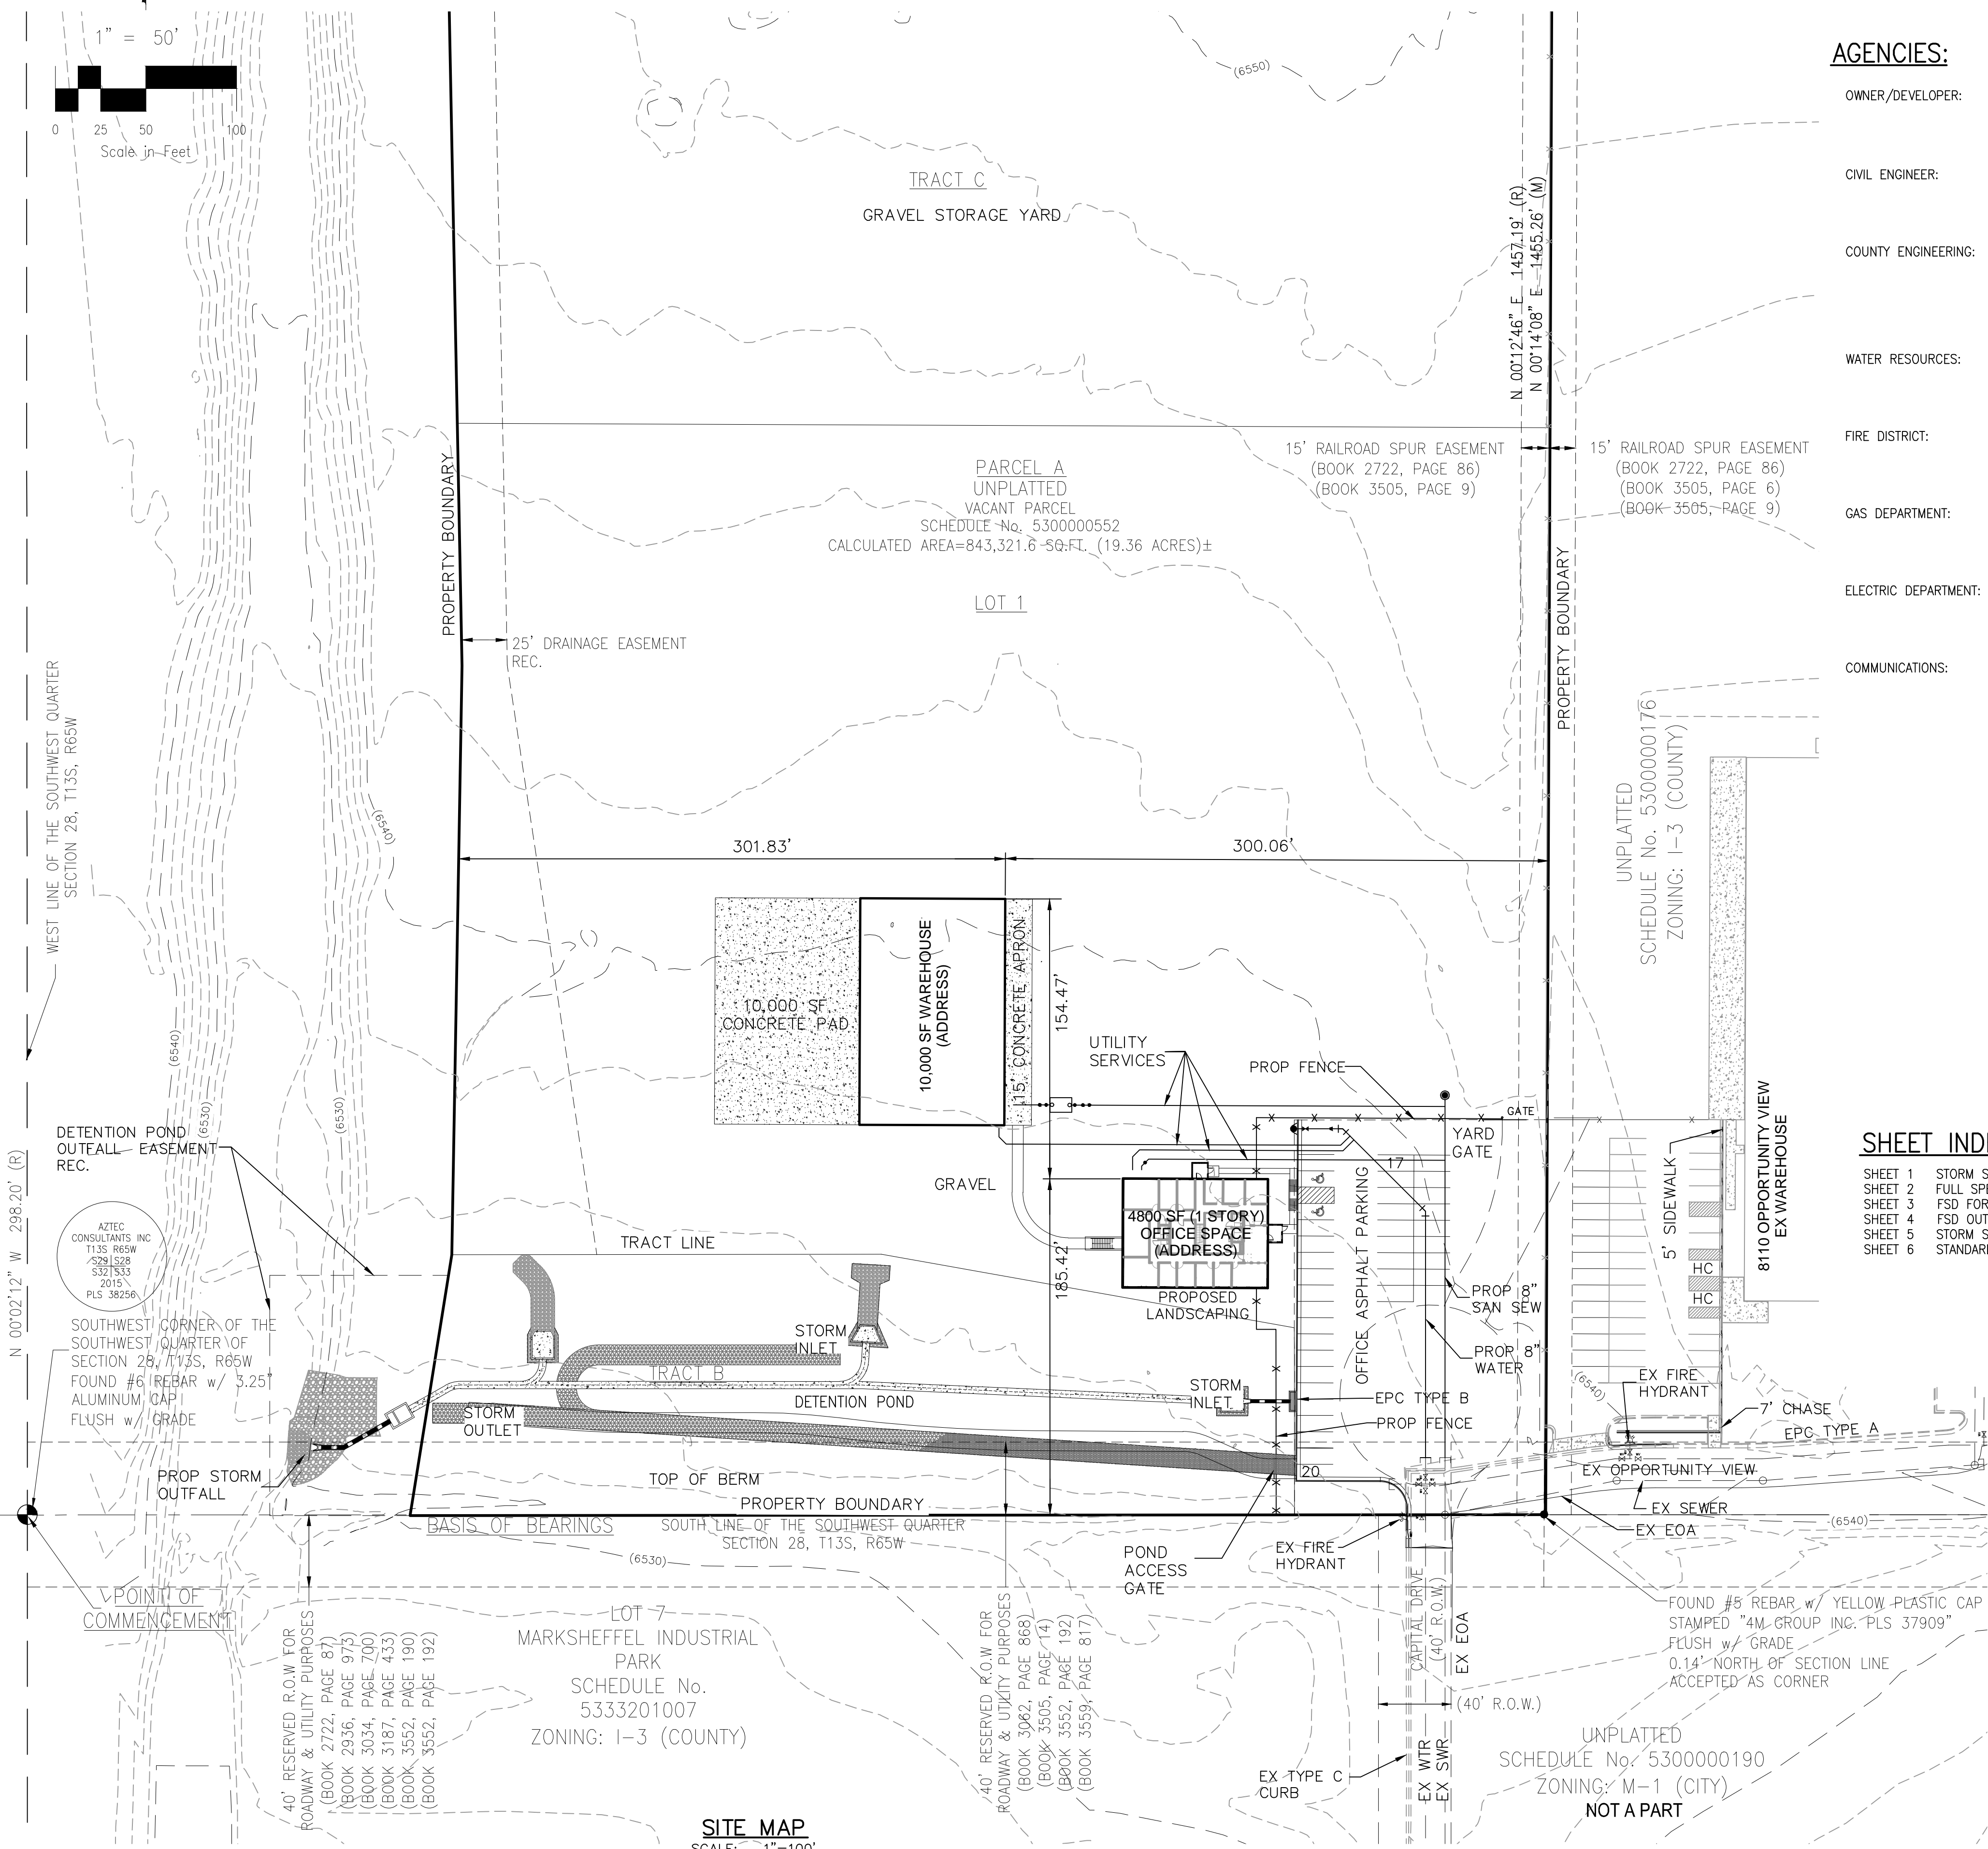 1" = 50'
0 25 50 100
Scale in Feet
(6550)
TRACT C
GRAVEL STORAGE YARD
N 00°12'46" E 1457.19' (R)
N 00°14'08" E 1455.26' (M)
AGENCIES:
OWNER/DEVELOPER:
CIVIL ENGINEER:
COUNTY ENGINEERING:
WATER RESOURCES:
FIRE DISTRICT:
GAS DEPARTMENT:
ELECTRIC DEPARTMENT:
COMMUNICATIONS:
PROPERTY BOUNDARY
PARCEL A
UNPLATTED
VACANT PARCEL
SCHEDULE No. 5300000552
CALCULATED AREA=843,321.6 SQ.FT. (19.36 ACRES)±
LOT 1
15' RAILROAD SPUR EASEMENT
(BOOK 2722, PAGE 86)
(BOOK 3505, PAGE 9)
15' RAILROAD SPUR EASEMENT
(BOOK 2722, PAGE 86)
(BOOK 3505, PAGE 6)
(BOOK 3505, PAGE 9)
PROPERTY BOUNDARY
25' DRAINAGE EASEMENT
REC.
WEST LINE OF THE SOUTHWEST QUARTER
SECTION 28, T13S, R65W
UNPLATTED
SCHEDULE No. 5300000176
ZONING: I-3 (COUNTY)
(6540)
301.83'
300.06'
10,000 SF
CONCRETE PAD
10,000 SF WAREHOUSE
(ADDRESS)
15' CONCRETE APRON
154.47'
UTILITY
SERVICES
PROP FENCE
GATE
YARD
GATE
17
(6540)
(6530)
(6530)
DETENTION POND
OUTFALL EASEMENT
REC.
N 00°02'12" W 298.20' (R)
AZTEC
CONSULTANTS INC
T13S R65W
S29|S28
S32|S33
2015
PLS 38256
SOUTHWEST CORNER OF THE
SOUTHWEST QUARTER OF
SECTION 28, T13S, R65W
FOUND #6 REBAR w/ 3.25"
ALUMINUM CAP
FLUSH w/ GRADE
GRAVEL
4800 SF (1 STORY)
OFFICE SPACE
(ADDRESS)
PROPOSED
LANDSCAPING
185.42'
OFFICE ASPHALT PARKING
PROP 8"
SAN SEW
PROP 8"
WATER
5' SIDEWALK
HC
HC
8110 OPPORTUNITY VIEW
EX WAREHOUSE
SHEET INDE
SHEET 1 STORM S
SHEET 2 FULL SPE
SHEET 3 FSD FOR
SHEET 4 FSD OUT
SHEET 5 STORM S
SHEET 6 STANDAR
TRACT LINE
STORM
INLET
TRACT B
DETENTION POND
STORM
INLET
STORM
OUTLET
EPC TYPE B
PROP FENCE
20
(6540)
EX FIRE
HYDRANT
7' CHASE
EPC TYPE A
EX OPPORTUNITY VIEW
EX SEWER
EX EOA
(6540)
PROP STORM
OUTFALL
TOP OF BERM
PROPERTY BOUNDARY
BASIS OF BEARINGS
SOUTH LINE OF THE SOUTHWEST QUARTER
SECTION 28, T13S, R65W
(6530)
POND
ACCESS
GATE
EX FIRE
HYDRANT
POINT OF
COMMENCEMENT
40' RESERVED R.O.W FOR
ROADWAY & UTILITY PURPOSES
(BOOK 2722, PAGE 87)
(BOOK 2936, PAGE 973)
(BOOK 3034, PAGE 700)
(BOOK 3187, PAGE 433)
(BOOK 3552, PAGE 190)
(BOOK 3552, PAGE 192)
LOT 7
MARKSHEFFEL INDUSTRIAL
PARK
SCHEDULE No.
5333201007
ZONING: I-3 (COUNTY)
40' RESERVED R.O.W FOR
ROADWAY & UTILITY PURPOSES
(BOOK 3062, PAGE 868)
(BOOK 3505, PAGE 14)
(BOOK 3552, PAGE 192)
(BOOK 3559, PAGE 817)
CAPITAL DRIVE
(40' R.O.W.)
EX EOA
(40' R.O.W.)
EX WTR
EX SWR
EX TYPE C
CURB
FOUND #5 REBAR w/ YELLOW PLASTIC CAP
STAMPED "4M GROUP INC. PLS 37909"
FLUSH w/ GRADE
0.14' NORTH OF SECTION LINE
ACCEPTED AS CORNER
UNPLATTED
SCHEDULE No. 5300000190
ZONING: M-1 (CITY)
NOT A PART
SITE MAP
SCALE: 1"=100'